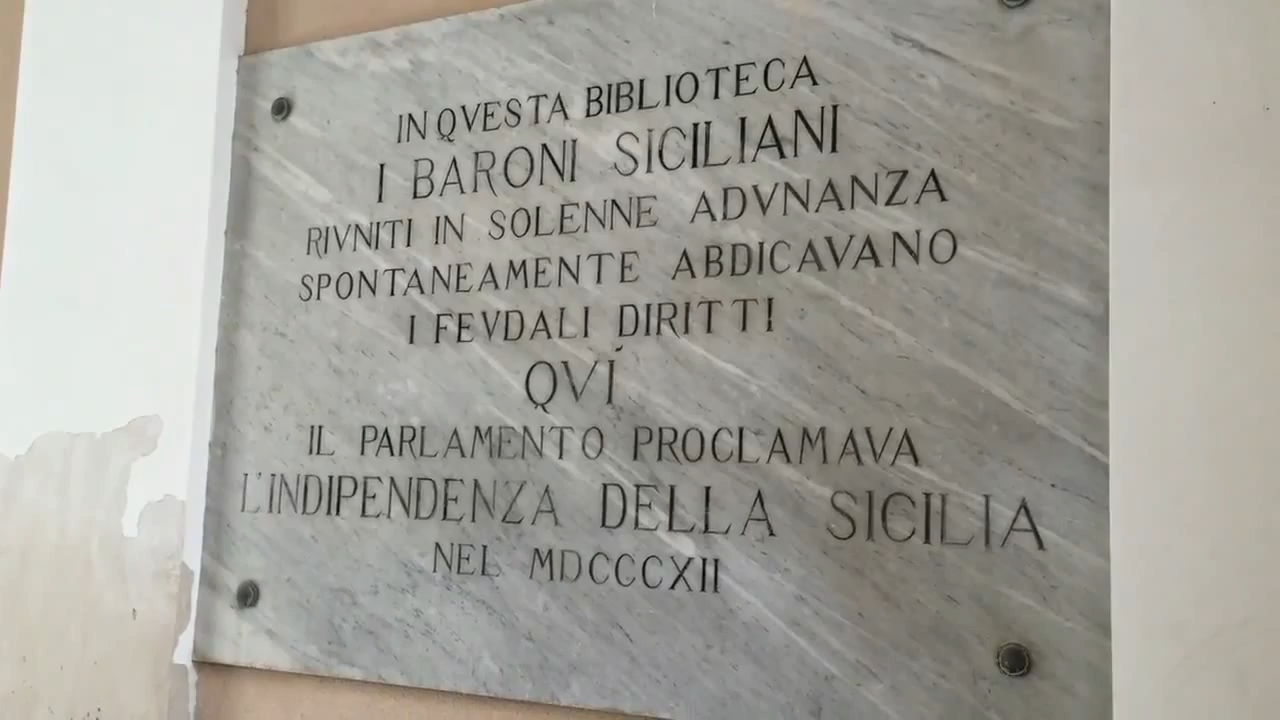 IN QVESTA BIBLIOTECA
I BARONI SICILIANI
RIVNITI IN SOLENNE ADVNANZA
SPONTANEAMENTE ABDICAVANO
I FEVDALI DIRITTI
QVÌ
IL PARLAMENTO PROCLAMAVA
L'INDIPENDENZA DELLA SICILIA
NEL MDCCCXII